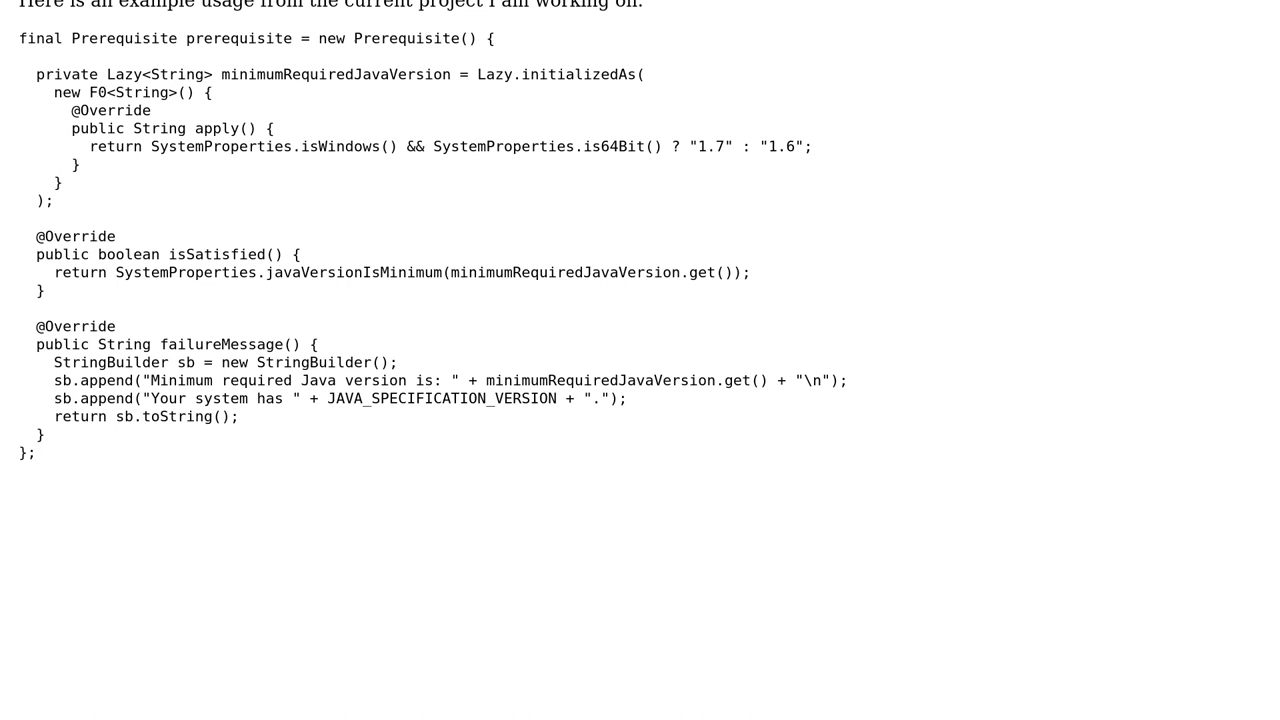 Here is an example usage from the current project I am working on:
final Prerequisite prerequisite = new Prerequisite() {
private Lazy<String> minimumRequiredJavaVersion = Lazy.initializedAs(
new F0<String>() {
@Override
public String apply() {
return SystemProperties.isWindows() && SystemProperties.is64Bit() ? "1.7" : "1.6";
}
}
);
@Override
public boolean isSatisfied() {
return SystemProperties.javaVersionIsMinimum(minimumRequiredJavaVersion.get());
}
@Override
public String failureMessage() {
StringBuilder sb = new StringBuilder();
sb.append("Minimum required Java version is: " + minimumRequiredJavaVersion.get() + "\n");
sb.append("Your system has " + JAVA_SPECIFICATION_VERSION + ".");
return sb.toString();
}
};